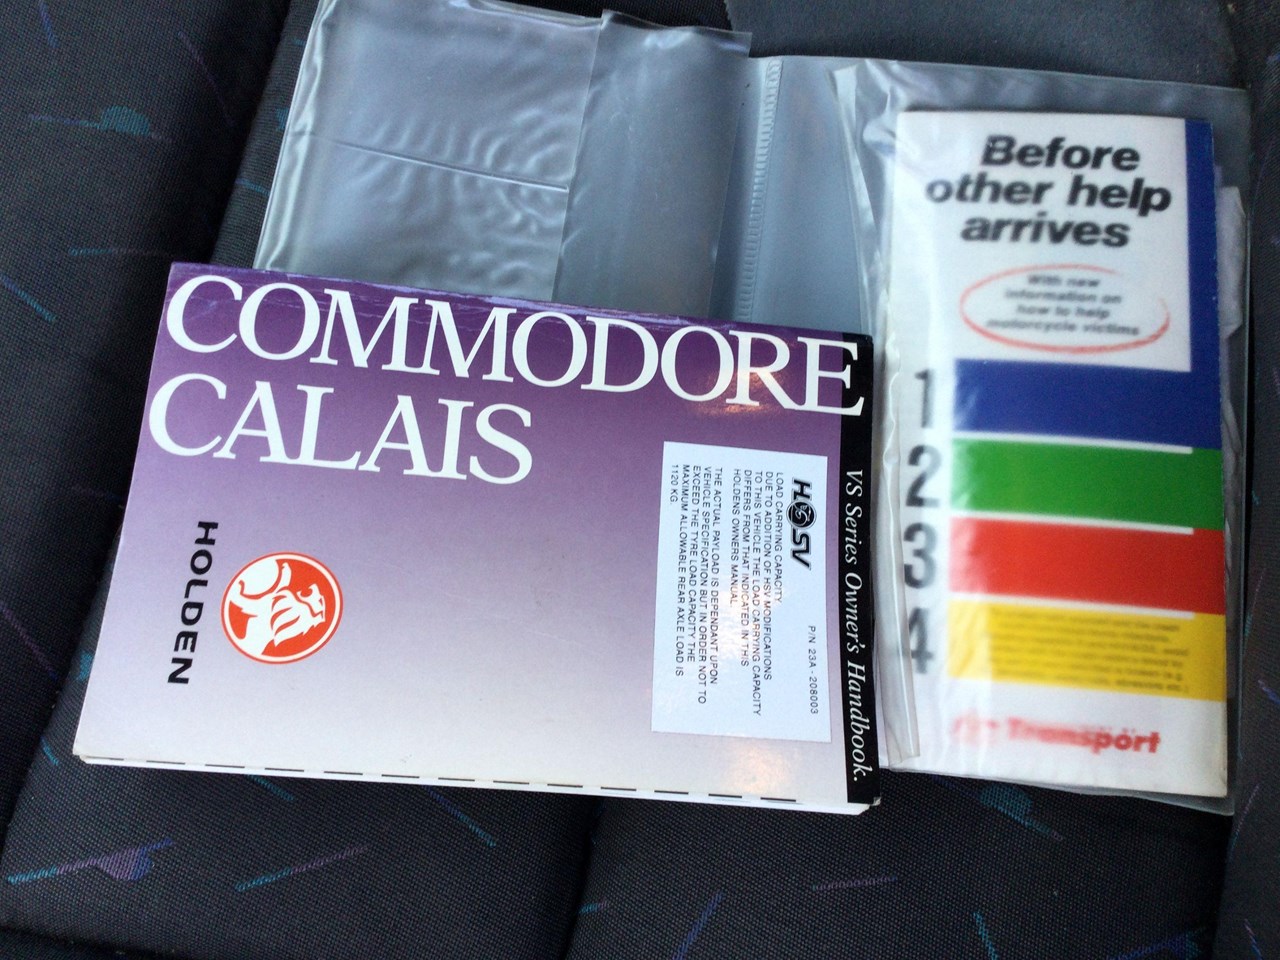 COMMODORE
CALAIS
HOLDEN
VS Series Owner's Handbook.
HSV
P/N 23A - 208003
LOAD CARRYING CAPACITY
DUE TO ADDITION OF HSV MODIFICATIONS
TO THIS VEHICLE THE LOAD CARRYING CAPACITY
DIFFERS FROM THAT INDICATED IN THIS
HOLDENS OWNERS MANUAL.
THE ACTUAL PAYLOAD IS DEPENDANT UPON
VEHICLE SPECIFICATION BUT IN ORDER NOT TO
EXCEED THE TYRE LOAD CAPACITY THE
MAXIMUM ALLOWABLE REAR AXLE LOAD IS
1120 KG.
Before
other help
arrives
With new
information on
how to help
motorcycle victims
1
2
3
4
Transport